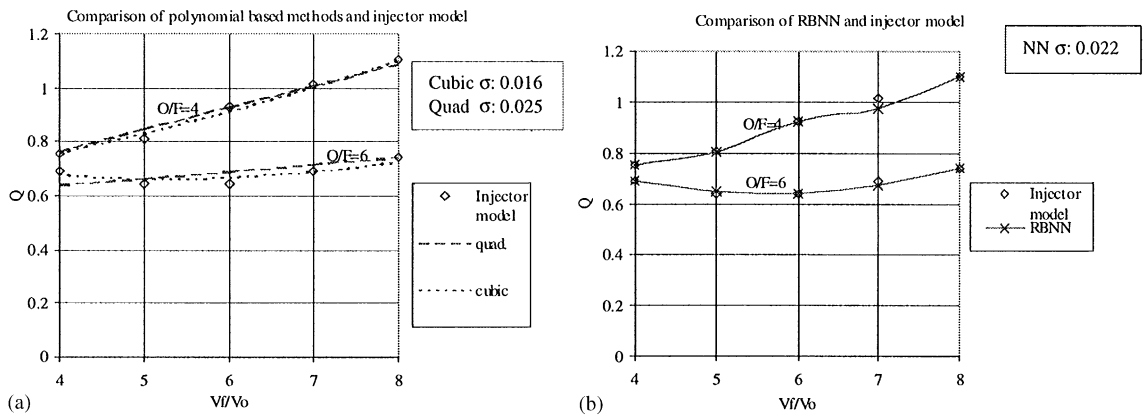 Comparison of polynomial based methods and injector model
1.2
1
0.8
0.6
0.4
0.2
0
Q
4
5
6
7
8
Vf/Vo
O/F=4
O/F=6
Cubic σ: 0.016
Quad σ: 0.025
Injector
model
quad.
cubic
(a)
Comparison of RBNN and injector model
1.2
1
0.8
0.6
0.4
0.2
0
Q
4
5
6
7
8
Vf/Vo
O/F=4
O/F=6
NN σ: 0.022
Injector
model
RBNN
(b)